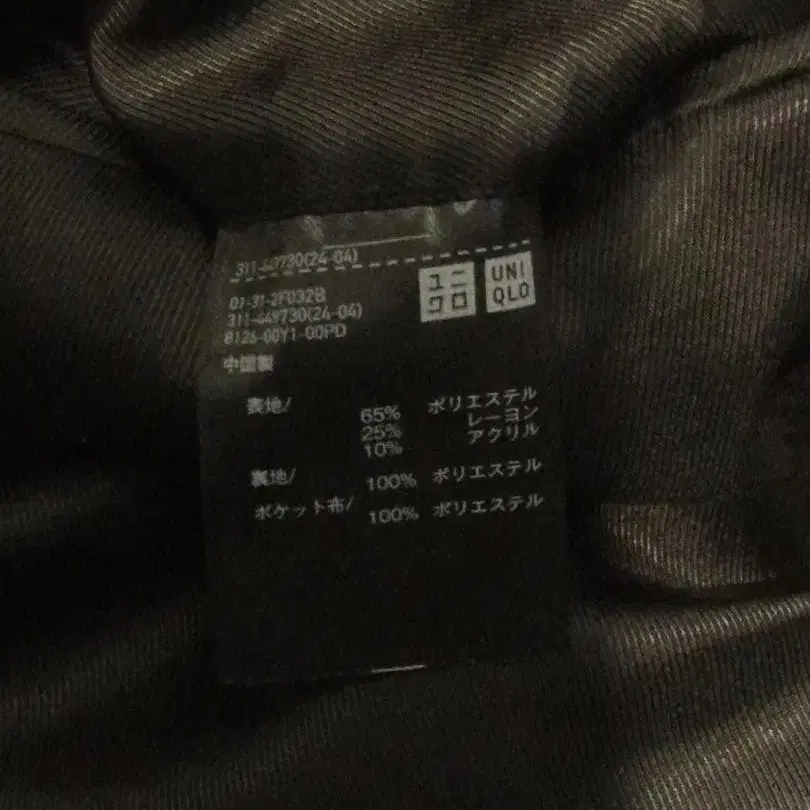 311-449730(24-04)
ユニ
クロ
UNI
QLO
01-31-2F032B
311-449730(24-04)
8126-00Y1-00PD
中国製
表地/
65% ポリエステル
25% レーヨン
10% アクリル
裏地/ 100% ポリエステル
ポケット布/ 100% ポリエステル